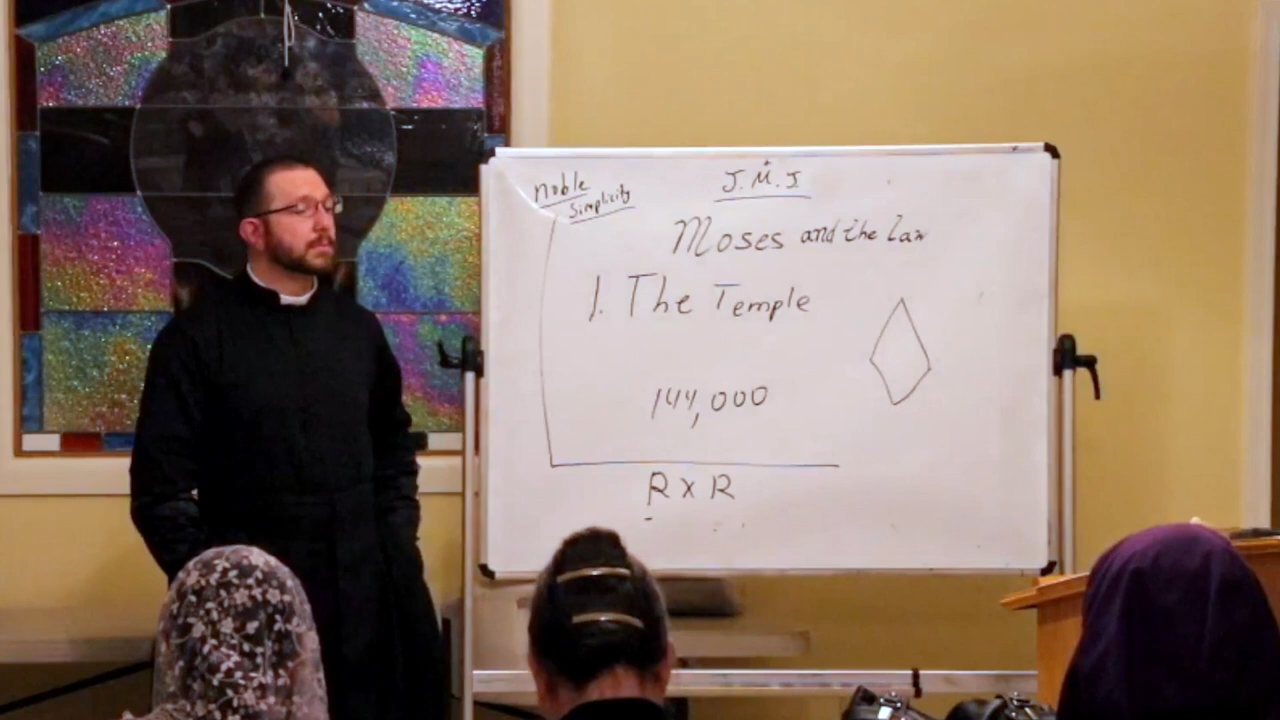 noble
simplicity
J.M.J.
Moses and the Law
1. The Temple
144,000
R x R